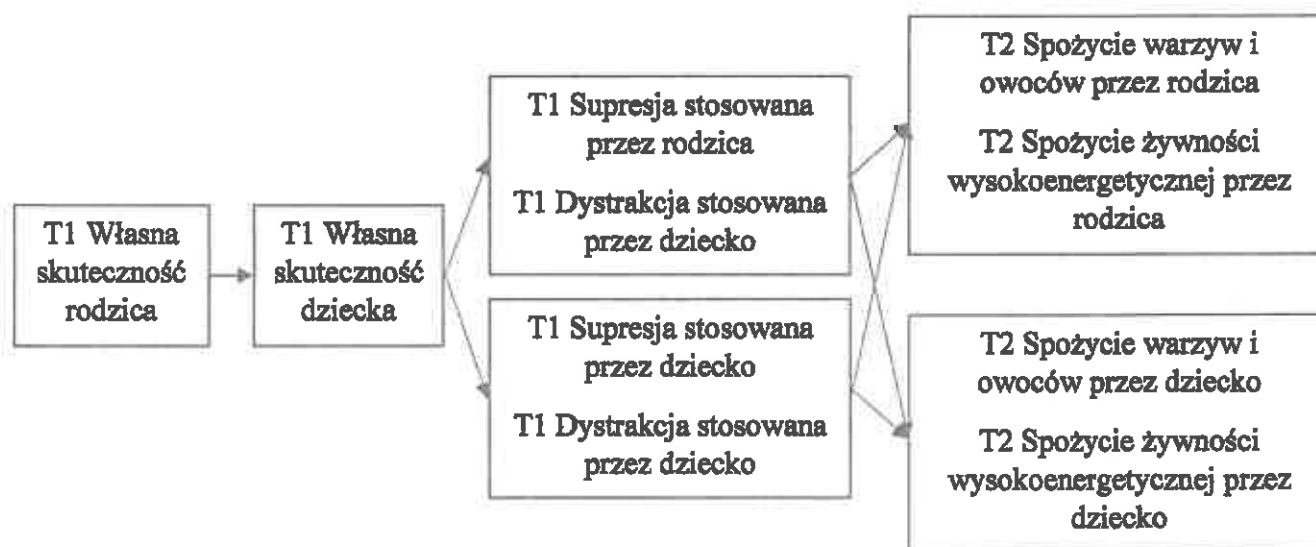 T1 Własna
skuteczność
rodzica
T1 Własna
skuteczność
dziecka
T1 Supresja stosowana
przez rodzica
T1 Dystrakcja stosowana
przez dziecko
T1 Supresja stosowana
przez dziecko
T1 Dystrakcja stosowana
przez dziecko
T2 Spożycie warzyw i
owoców przez rodzica
T2 Spożycie żywności
wysokoenergetycznej przez
rodzica
T2 Spożycie warzyw i
owoców przez dziecko
T2 Spożycie żywności
wysokoenergetycznej przez
dziecko